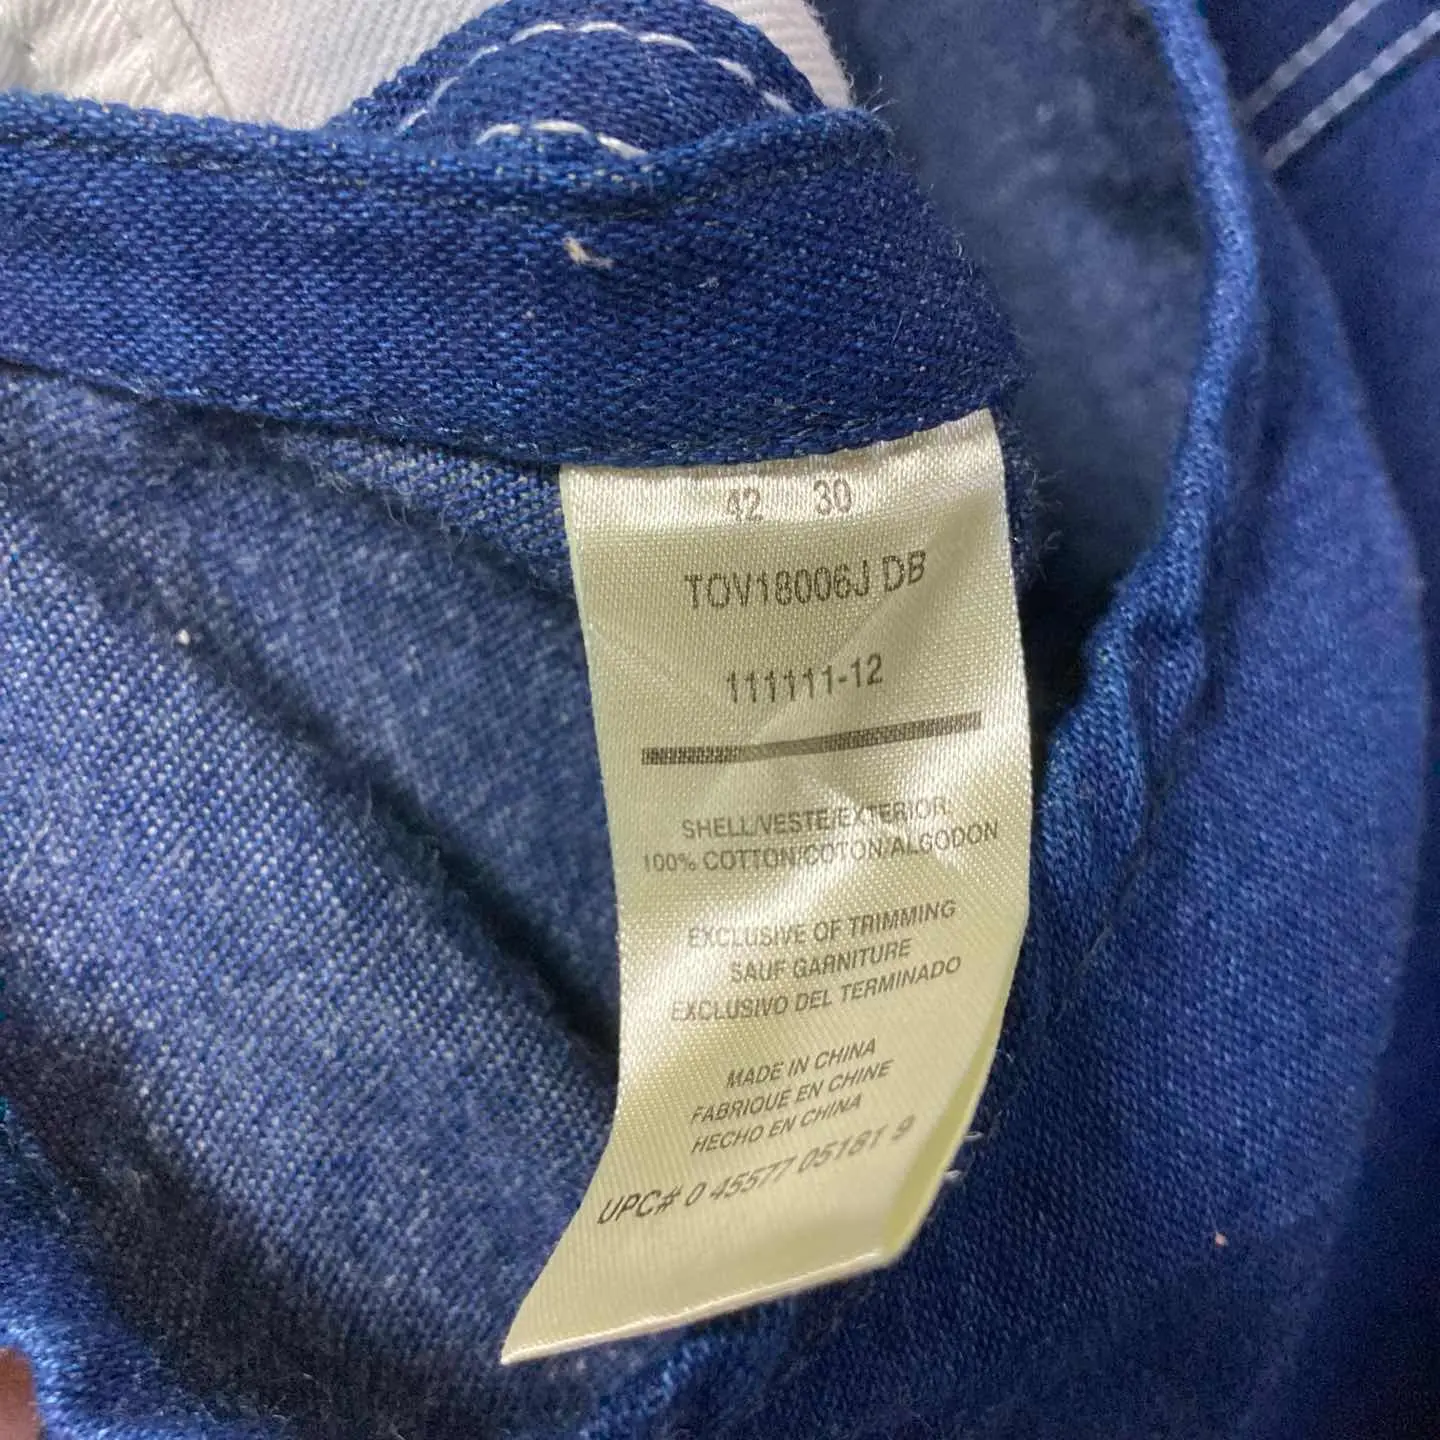 42 30
TOV18006J DB
111111-12
SHELL/VESTE/EXTERIOR
100% COTTON/COTON/ALGODON
EXCLUSIVE OF TRIMMING
SAUF GARNITURE
EXCLUSIVO DEL TERMINADO
MADE IN CHINA
FABRIQUE EN CHINE
HECHO EN CHINA
UPC# 0 45577 05181 9